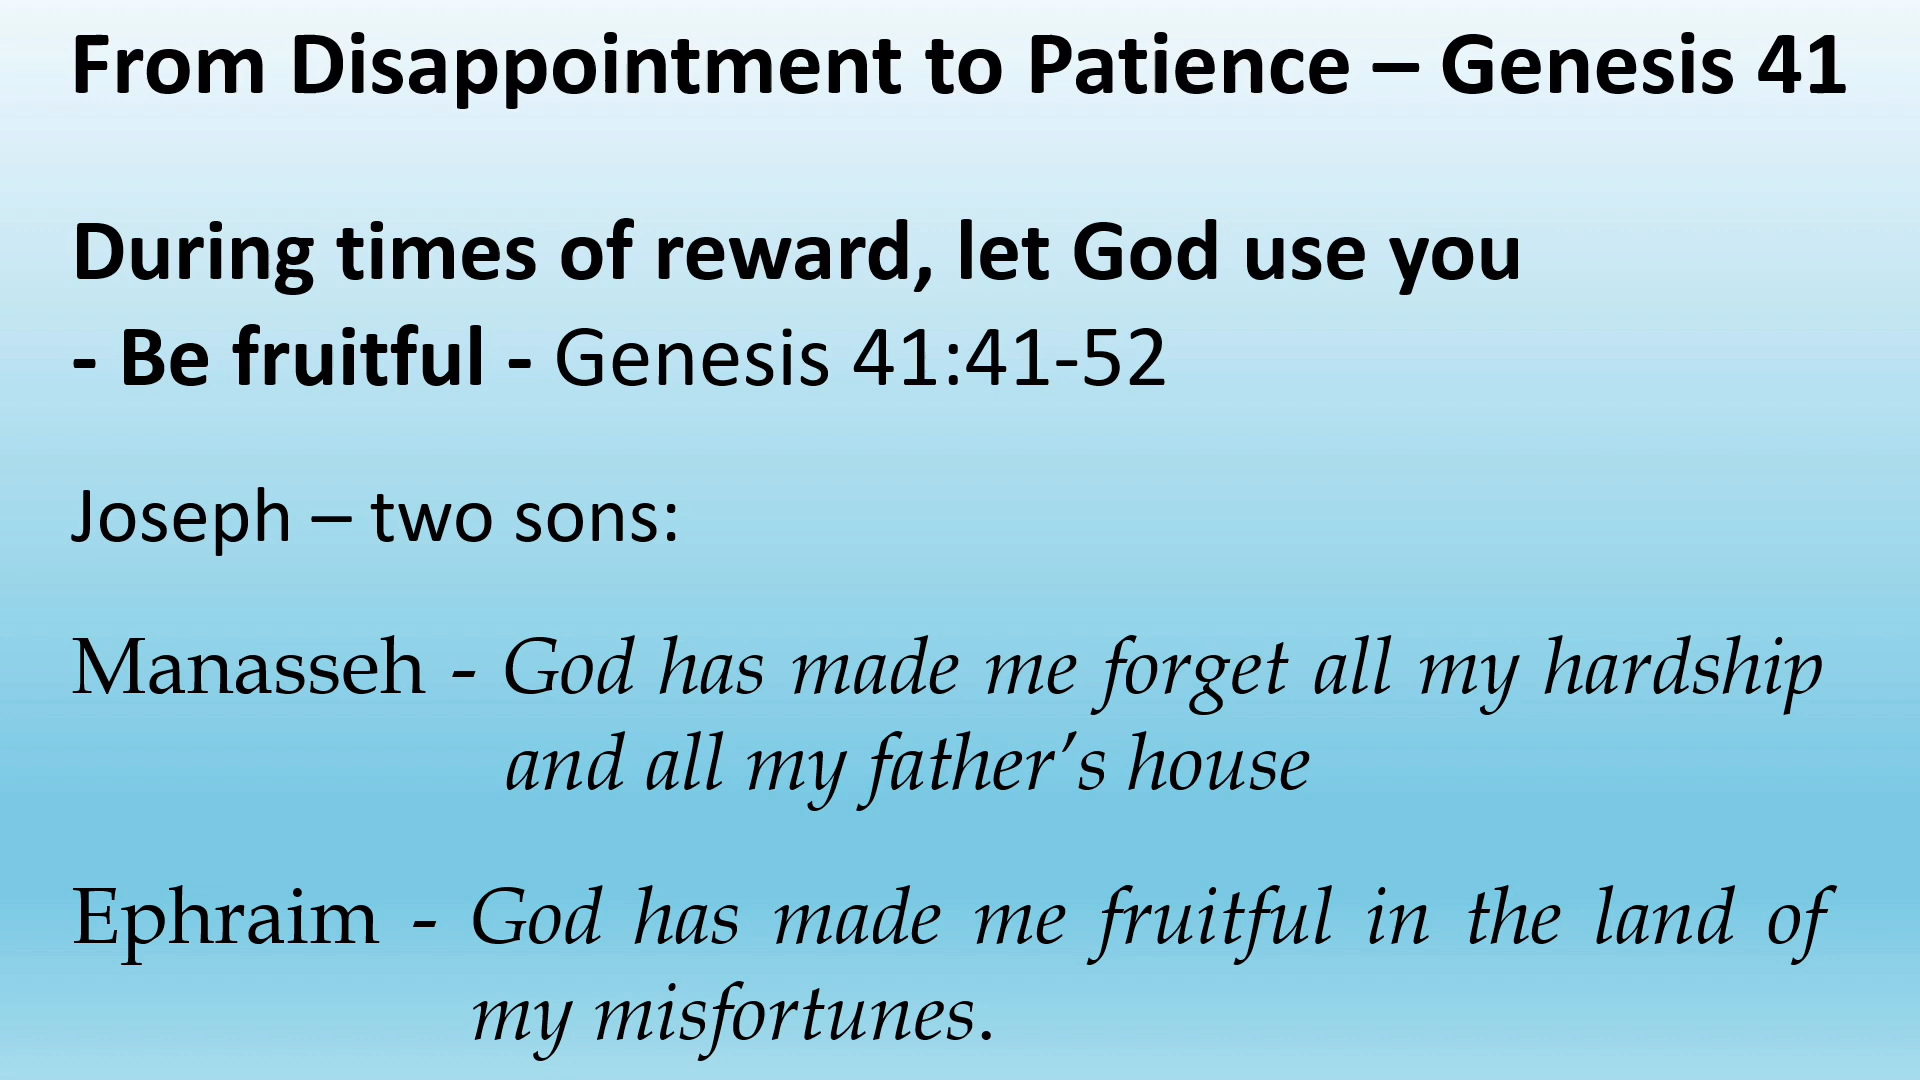 From Disappointment to Patience – Genesis 41
During times of reward, let God use you
- Be fruitful - Genesis 41:41-52
Joseph – two sons:
Manasseh - God has made me forget all my hardship
and all my father’s house
Ephraim - God has made me fruitful in the land of
my misfortunes.